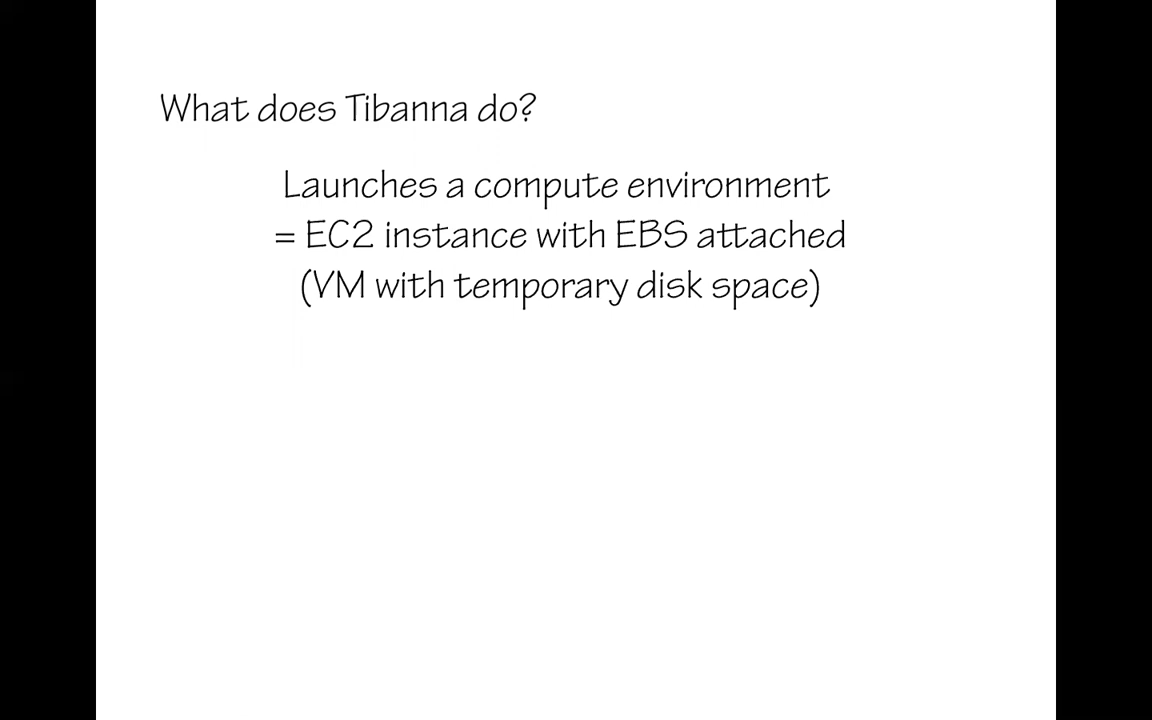 What does Tibanna do?
Launches a compute environment
= EC2 instance with EBS attached
(VM with temporary disk space)